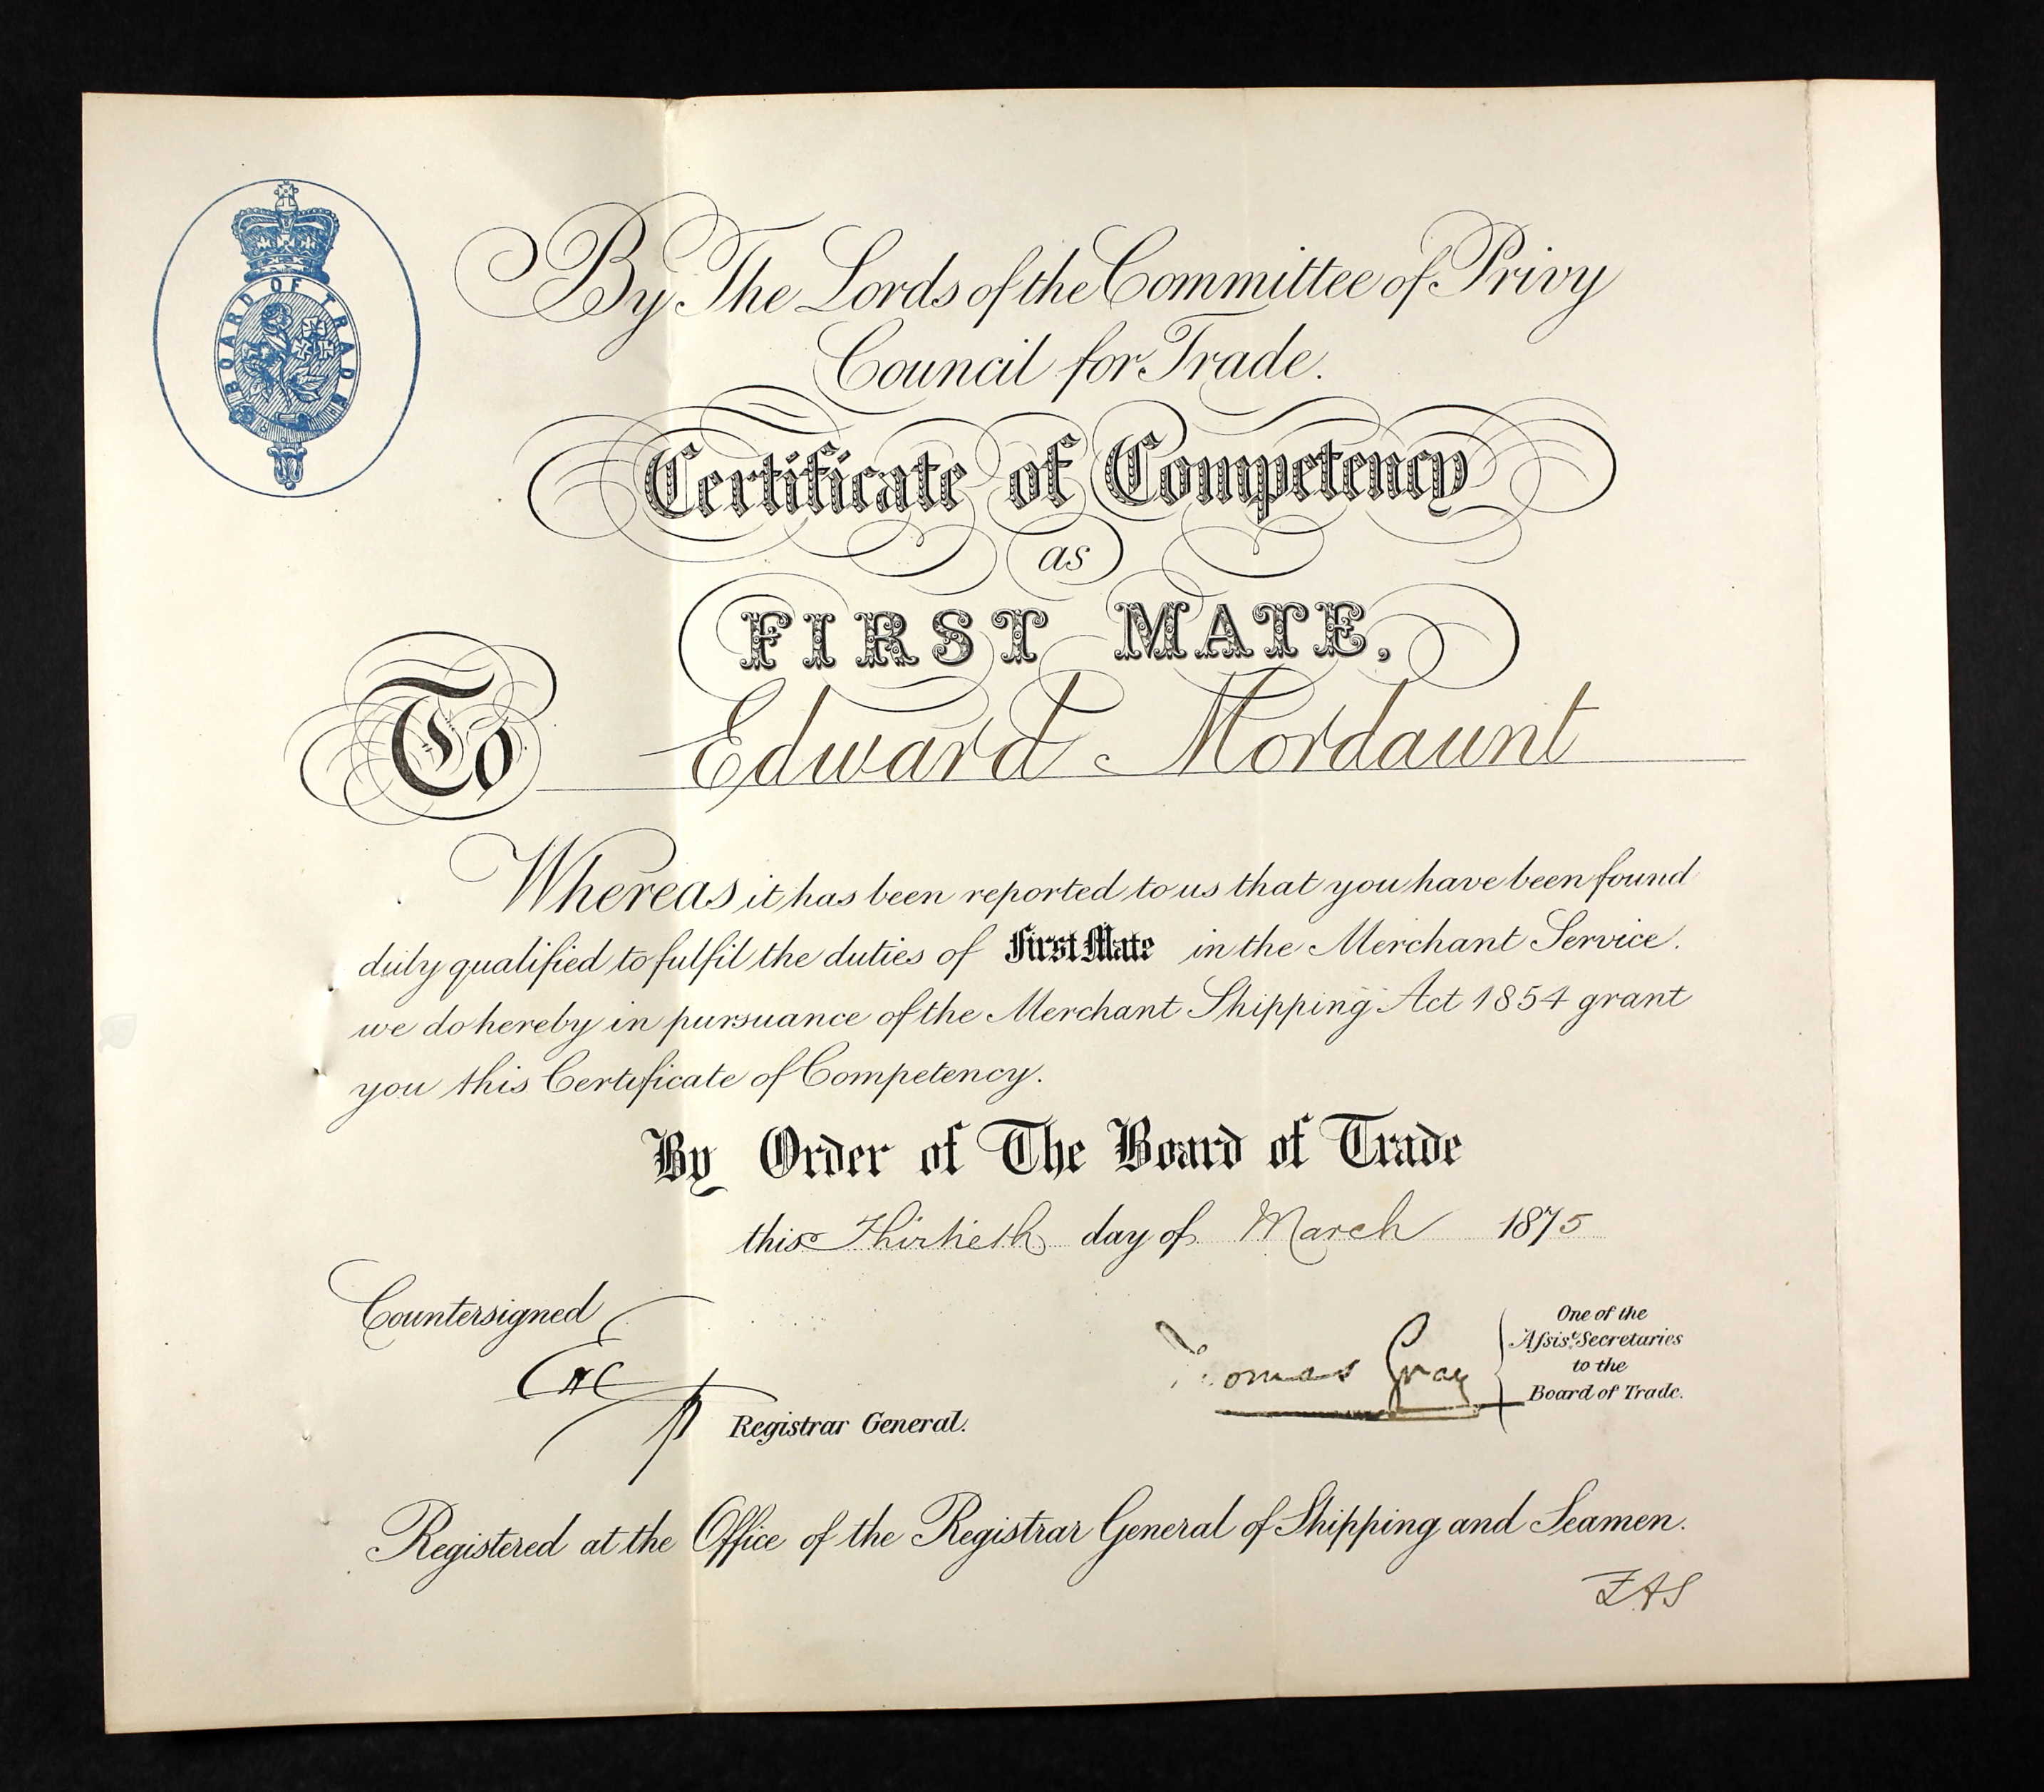 BOARD OF TRADE
By The Lords of the Committee of Privy
Council for Trade.
Certificate of Competency
as
FIRST MATE,
To Edward Mordaunt
Whereas it has been reported to us that you have been found
duly qualified to fulfil the duties of First Mate in the Merchant Service.
we do hereby in pursuance of the Merchant Shipping Act 1854 grant
you this Certificate of Competency.
By Order of The Board of Trade
this Thirtieth day of March 1875
Countersigned
Registrar General.
Thomas Gray
One of the
Assist. Secretaries
to the
Board of Trade.
Registered at the Office of the Registrar General of Shipping and Seamen.